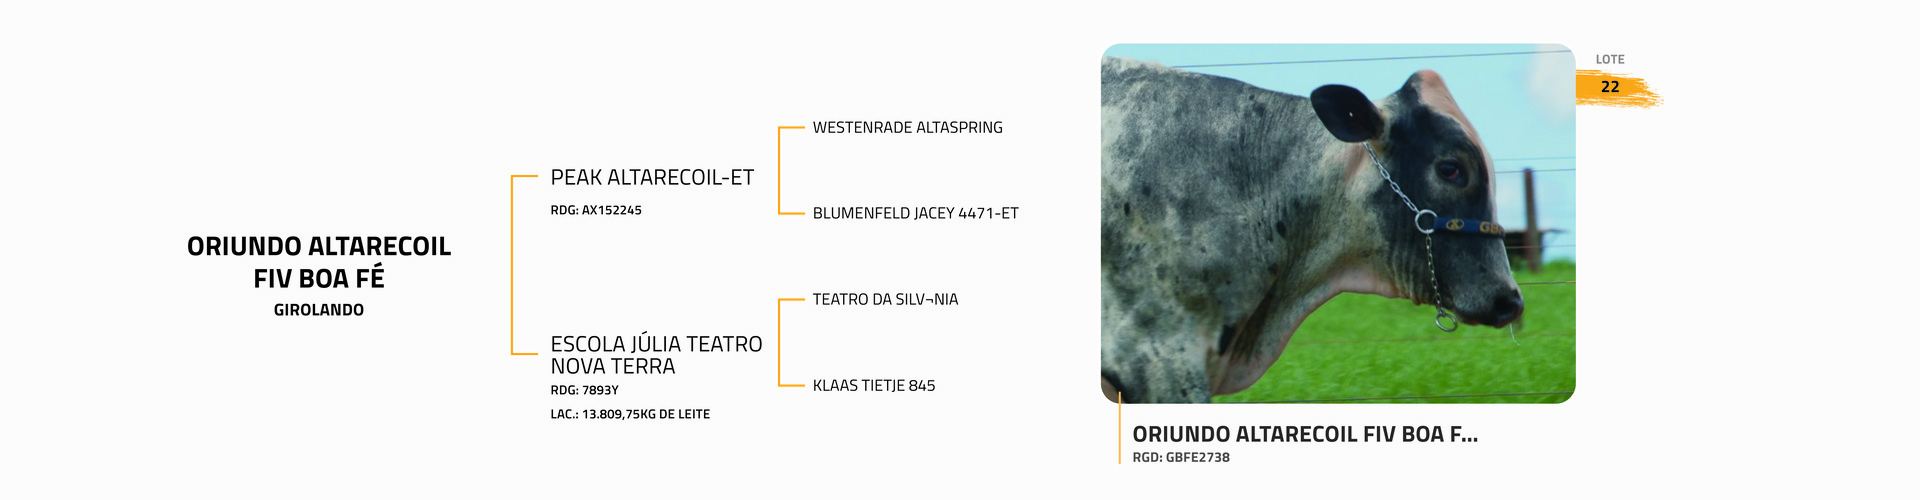 ORIUNDO ALTARECOIL
FIV BOA FÉ
GIROLANDO
PEAK ALTARECOIL-ET
RDG: AX152245
ESCOLA JÚLIA TEATRO
NOVA TERRA
RDG: 7893Y
LAC.: 13.809,75KG DE LEITE
WESTENRADE ALTASPRING
BLUMENFELD JACEY 4471-ET
TEATRO DA SILV¬NIA
KLAAS TIETJE 845
LOTE
22
ORIUNDO ALTARECOIL FIV BOA F...
RGD: GBFE2738